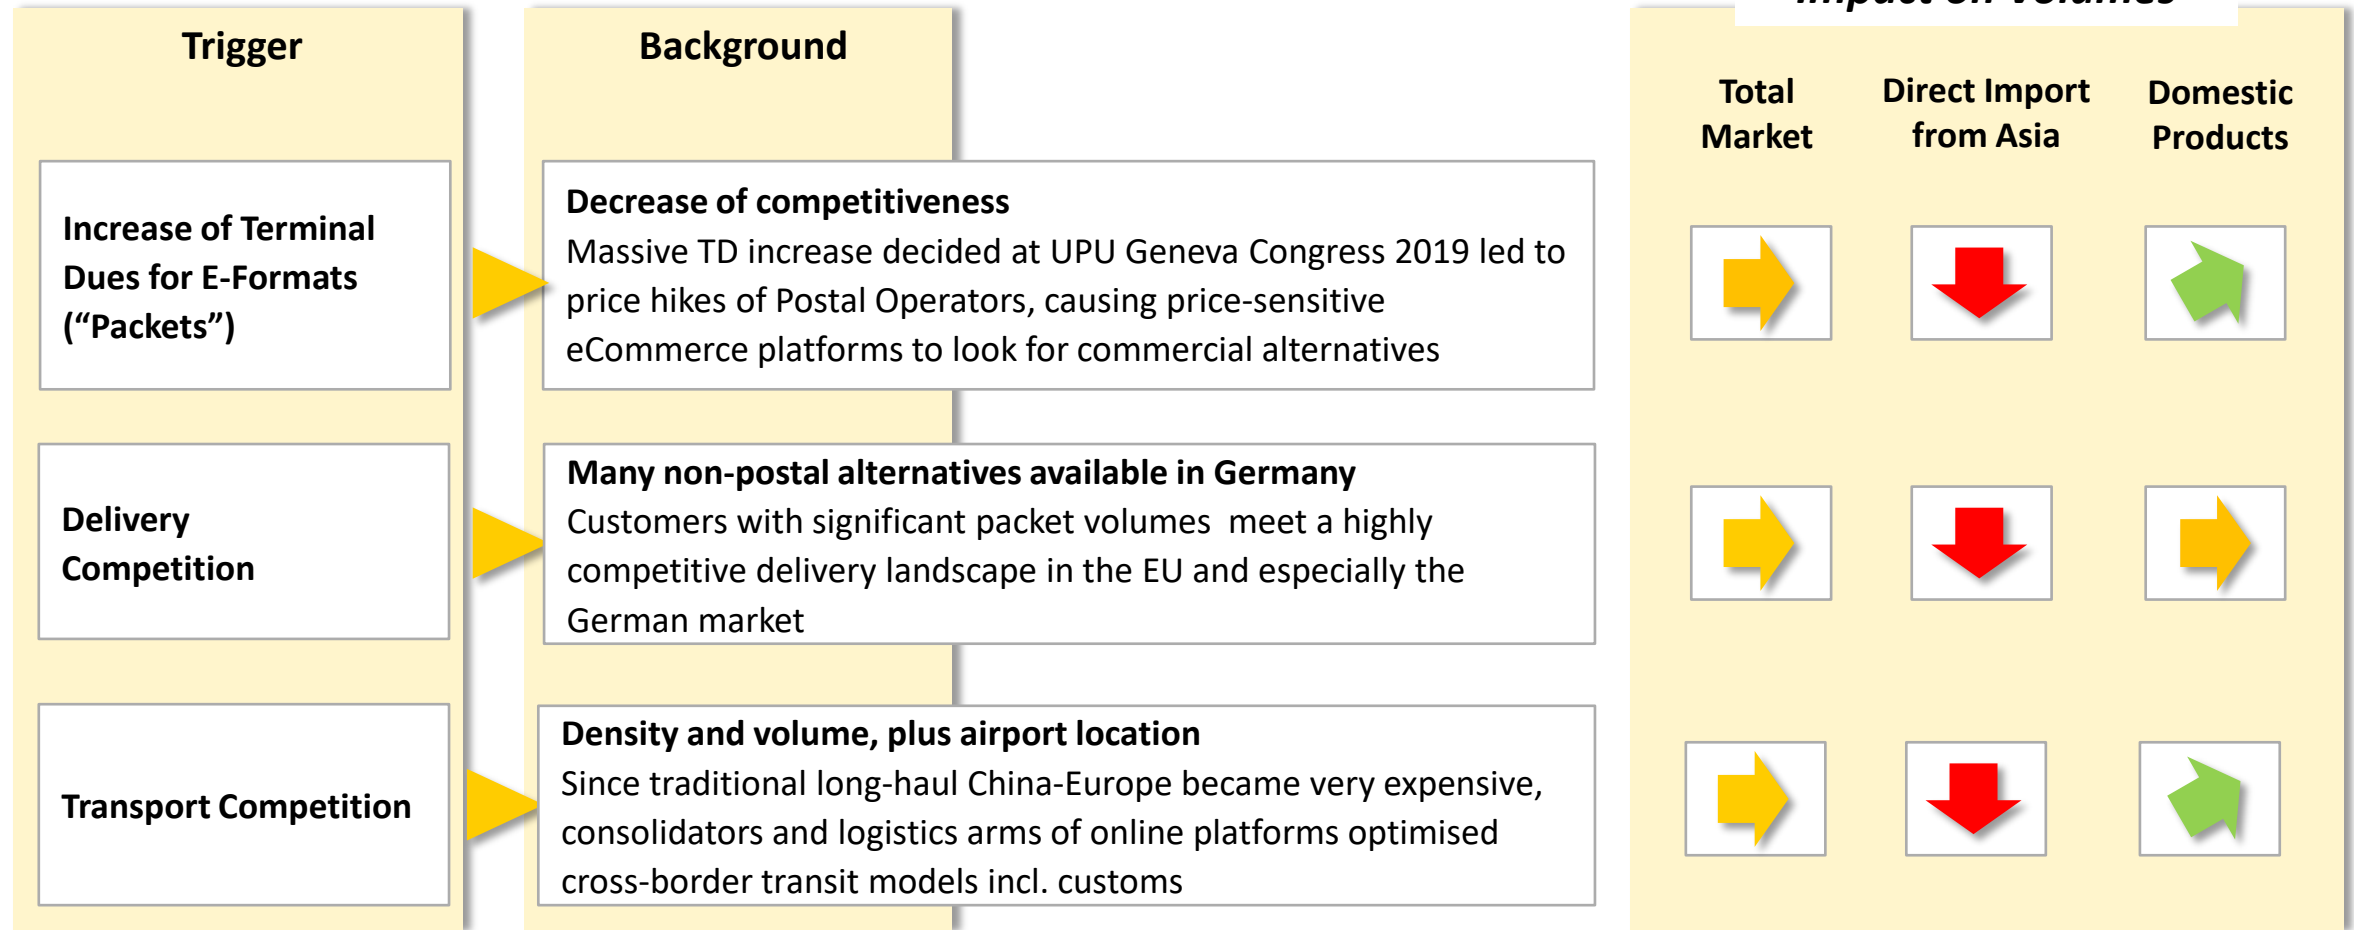 Impact on Volumes
Trigger
Background
Total
Market
Direct Import
from Asia
Domestic
Products
Increase of Terminal
Dues for E-Formats
(“Packets”)
Decrease of competitiveness
Massive TD increase decided at UPU Geneva Congress 2019 led to
price hikes of Postal Operators, causing price-sensitive
eCommerce platforms to look for commercial alternatives
Delivery
Competition
Many non-postal alternatives available in Germany
Customers with significant packet volumes  meet a highly
competitive delivery landscape in the EU and especially the
German market
Transport Competition
Density and volume, plus airport location
Since traditional long-haul China-Europe became very expensive,
consolidators and logistics arms of online platforms optimised
cross-border transit models incl. customs